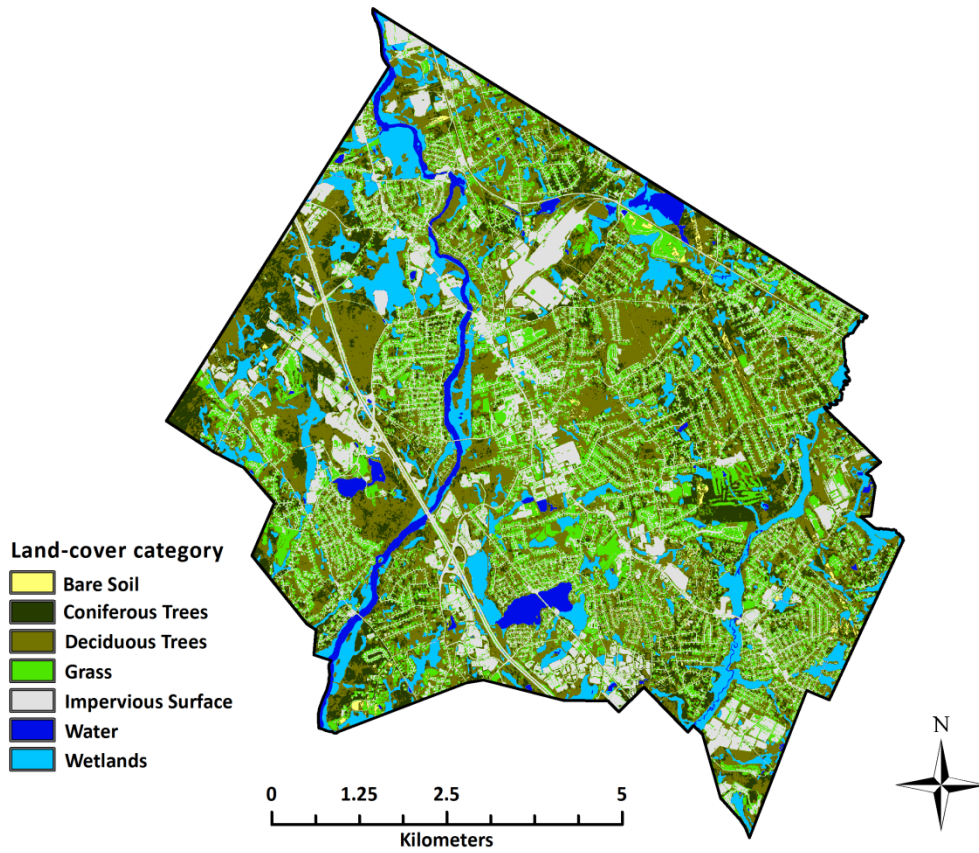 Land-cover category
Bare Soil
Coniferous Trees
Deciduous Trees
Grass
Impervious Surface
Water
Wetlands
0 1.25 2.5 5
Kilometers
N